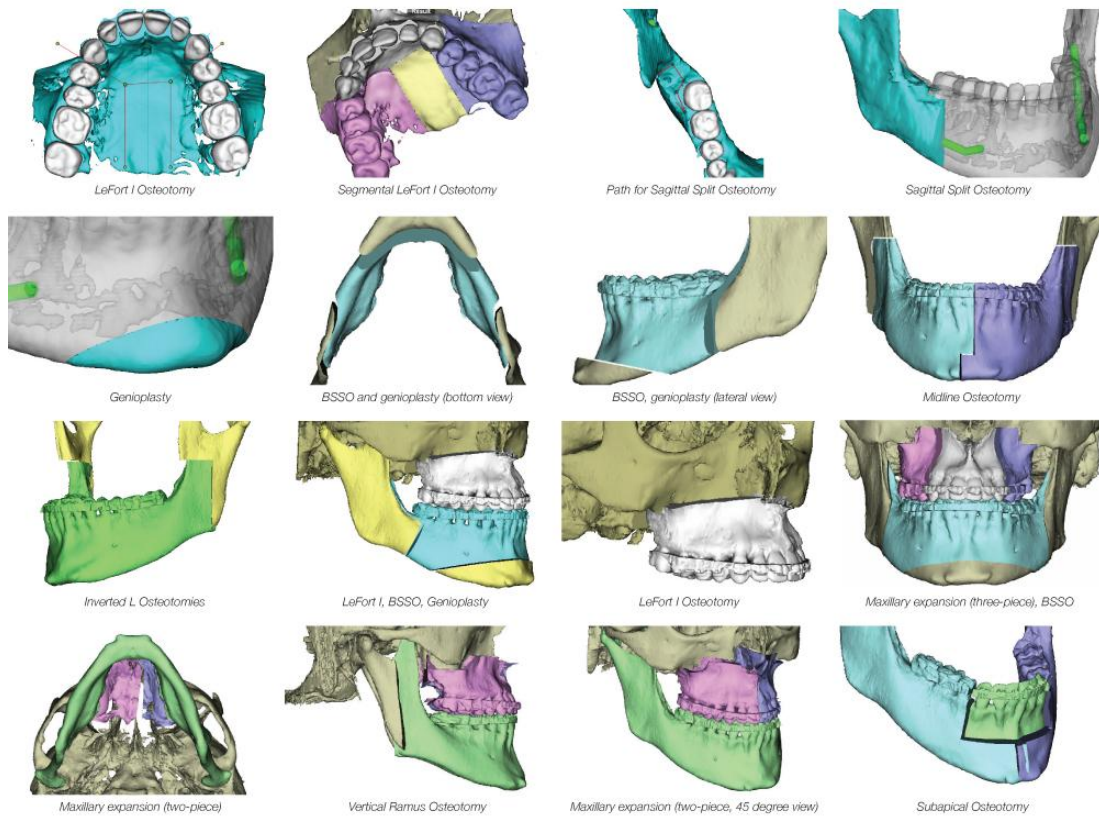 Result
LeFort I Osteotomy
Segmental LeFort I Osteotomy
Path for Sagittal Split Osteotomy
Sagittal Split Osteotomy
Genioplasty
BSSO and genioplasty (bottom view)
BSSO, genioplasty (lateral view)
Midline Osteotomy
Inverted L Osteotomies
LeFort I, BSSO, Genioplasty
LeFort I Osteotomy
Maxillary expansion (three-piece), BSSO
Maxillary expansion (two-piece)
Vertical Ramus Osteotomy
Maxillary expansion (two-piece, 45 degree view)
Subapical Osteotomy